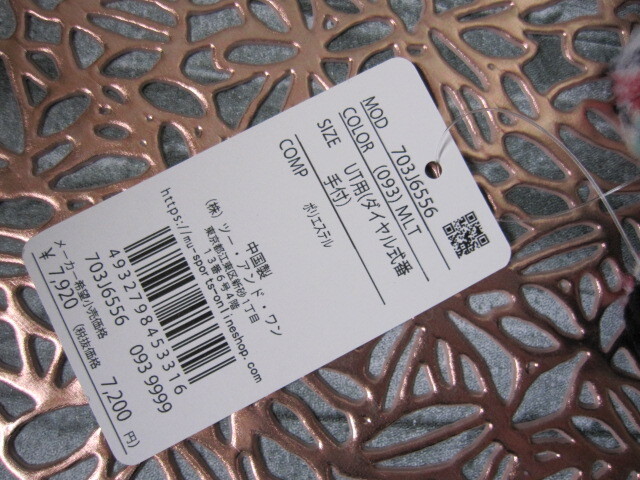 MOD 703J6556
COLOR (093) MLT
SIZE UT用(ダイヤル式番
手付)
COMP ポリエステル
中国製
(株) ツー アンド・ワン
東京都江東区新砂1丁目
13番6号4階
https://mu-sports-onlineshop.com
4932798453316
703J6556 093 9999
メーカー希望小売価格 (税抜価格 7,200 円)
本 7,920